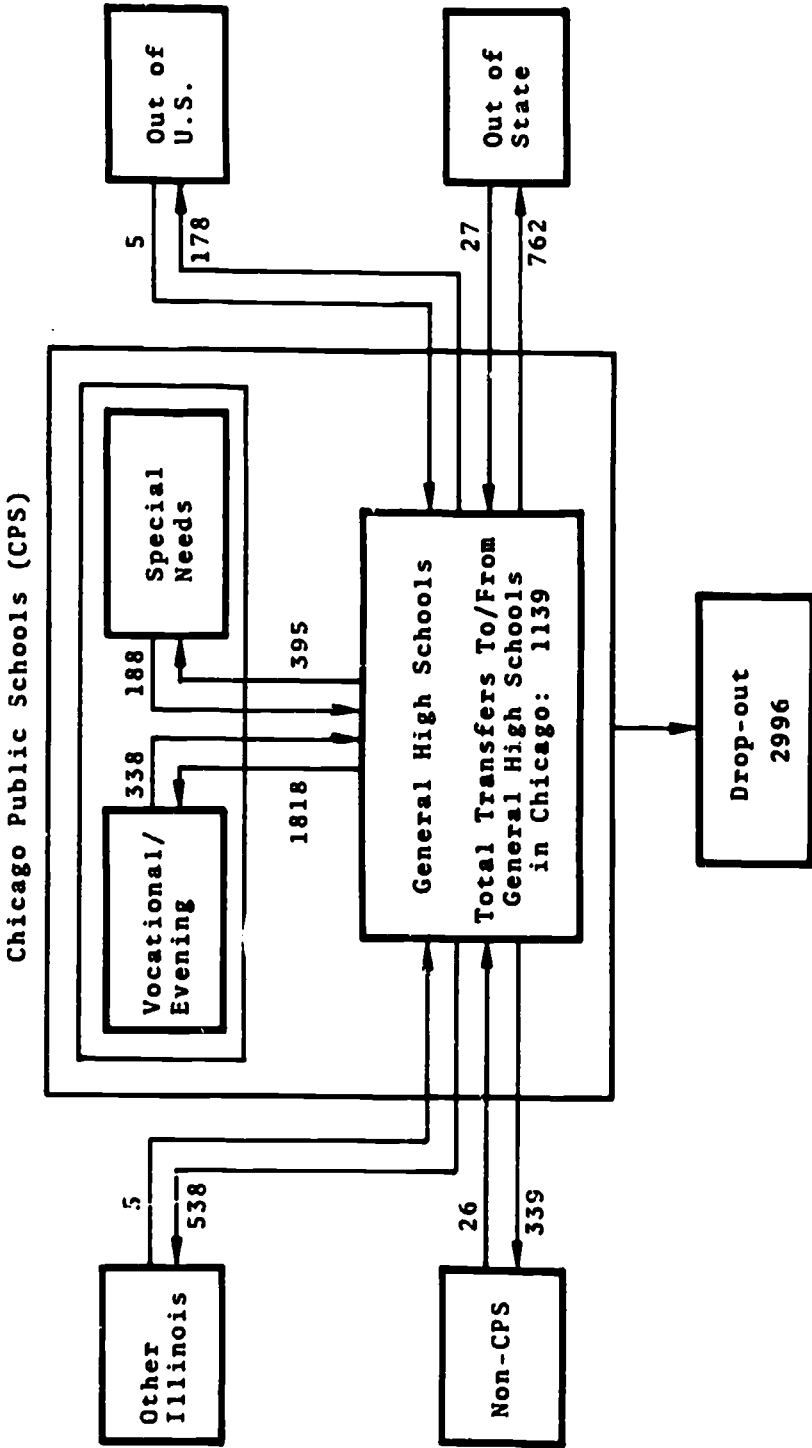 Chicago Public Schools (CPS)
Other
Illinois
5
538
Vocational/
Evening
338
1818
188
395
Special
Needs
5
178
Out of
U.S.
Non-CPS
26
339
General High Schools
Total Transfers To/From
General High Schools
in Chicago: 1139
27
762
Out of
State
Drop-out
2996